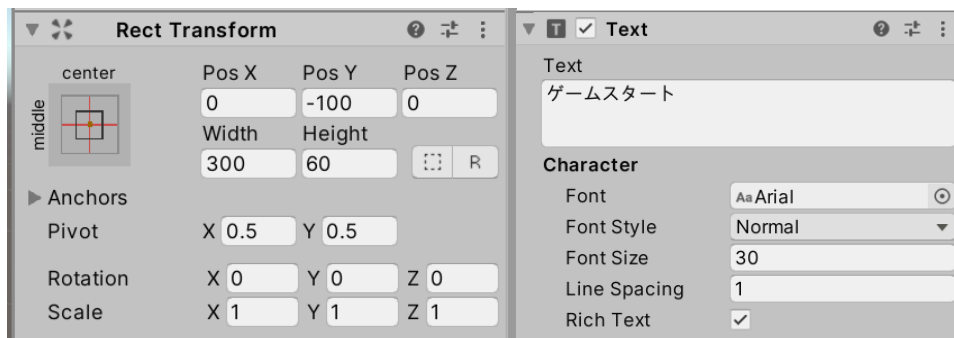 Rect Transform
center
middle
Pos X Pos Y Pos Z
0 -100 0
Width Height
300 60
R
Anchors
Pivot X 0.5 Y 0.5
Rotation X 0 Y 0 Z 0
Scale X 1 Y 1 Z 1
T Text
Text
ゲームスタート
Character
Font Aa Arial
Font Style Normal
Font Size 30
Line Spacing 1
Rich Text